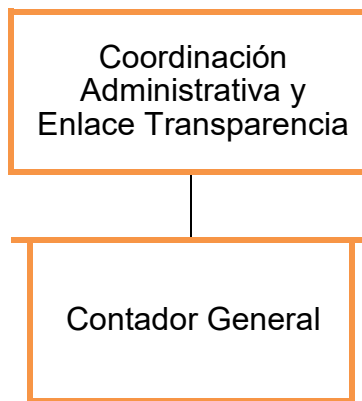 Coordinación
Administrativa y
Enlace Transparencia
Contador General